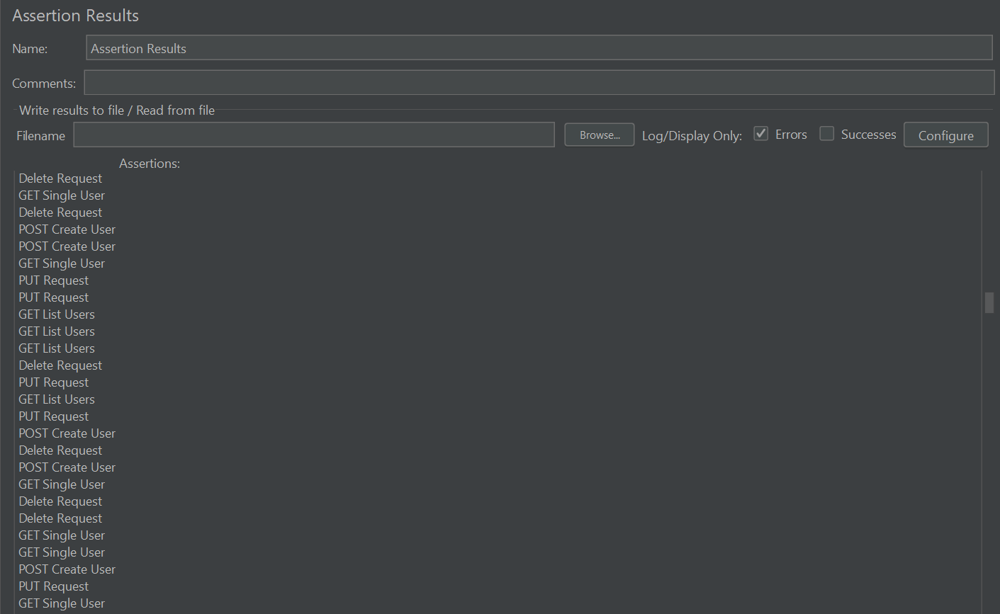 Assertion Results
Name: Assertion Results
Comments:
Write results to file / Read from file
Filename Browse... Log/Display Only: Errors Successes Configure
Assertions:
Delete Request
GET Single User
Delete Request
POST Create User
POST Create User
GET Single User
PUT Request
PUT Request
GET List Users
GET List Users
GET List Users
Delete Request
PUT Request
GET List Users
PUT Request
POST Create User
Delete Request
POST Create User
GET Single User
Delete Request
Delete Request
GET Single User
GET Single User
POST Create User
PUT Request
GET Single User